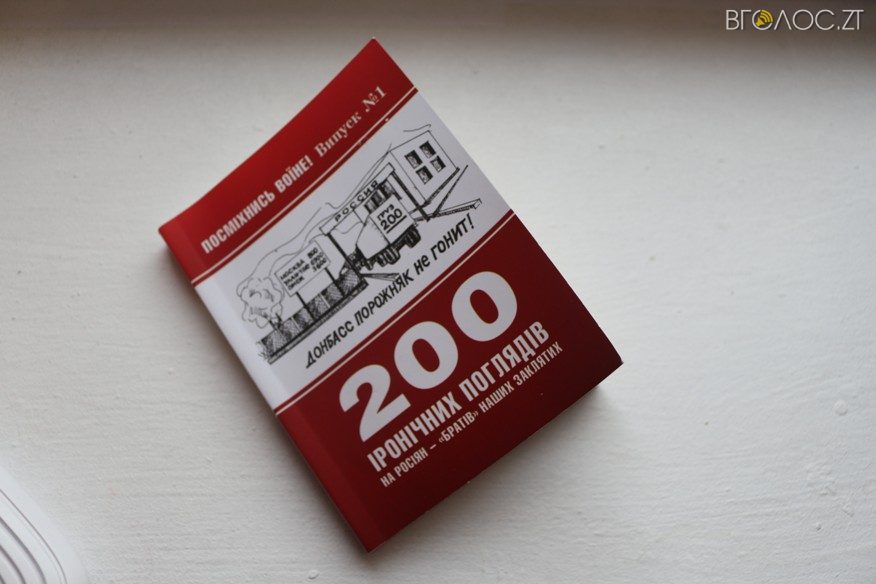 ВГОЛОС.ZT
ПОСМІХНИСЬ ВОЇНЕ! Випуск №1
РОССИЯ
ГРУЗ
200
МОСКВА
ДОНБАСС ПОРОЖНЯК НЕ ГОНИТ!
200
ІРОНІЧНИХ ПОГЛЯДІВ
НА РОСІЯН – «БРАТІВ» НАШИХ ЗАКЛЯТИХ